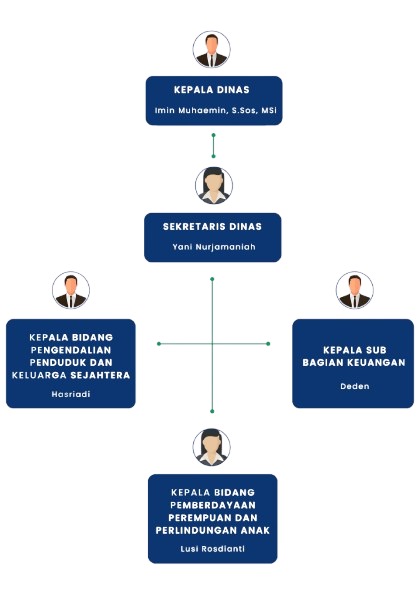 KEPALA DINAS
Imin Muhaemin, S.Sos, MSi
SEKRETARIS DINAS
Yani Nurjamaniah
KEPALA BIDANG
PENGENDALIAN
PENDUDUK DAN
KELUARGA SEJAHTERA
Hasriadi
KEPALA SUB
BAGIAN KEUANGAN
Deden
KEPALA BIDANG
PEMBERDAYAAN
PEREMPUAN DAN
PERLINDUNGAN ANAK
Lusi Rosdianti